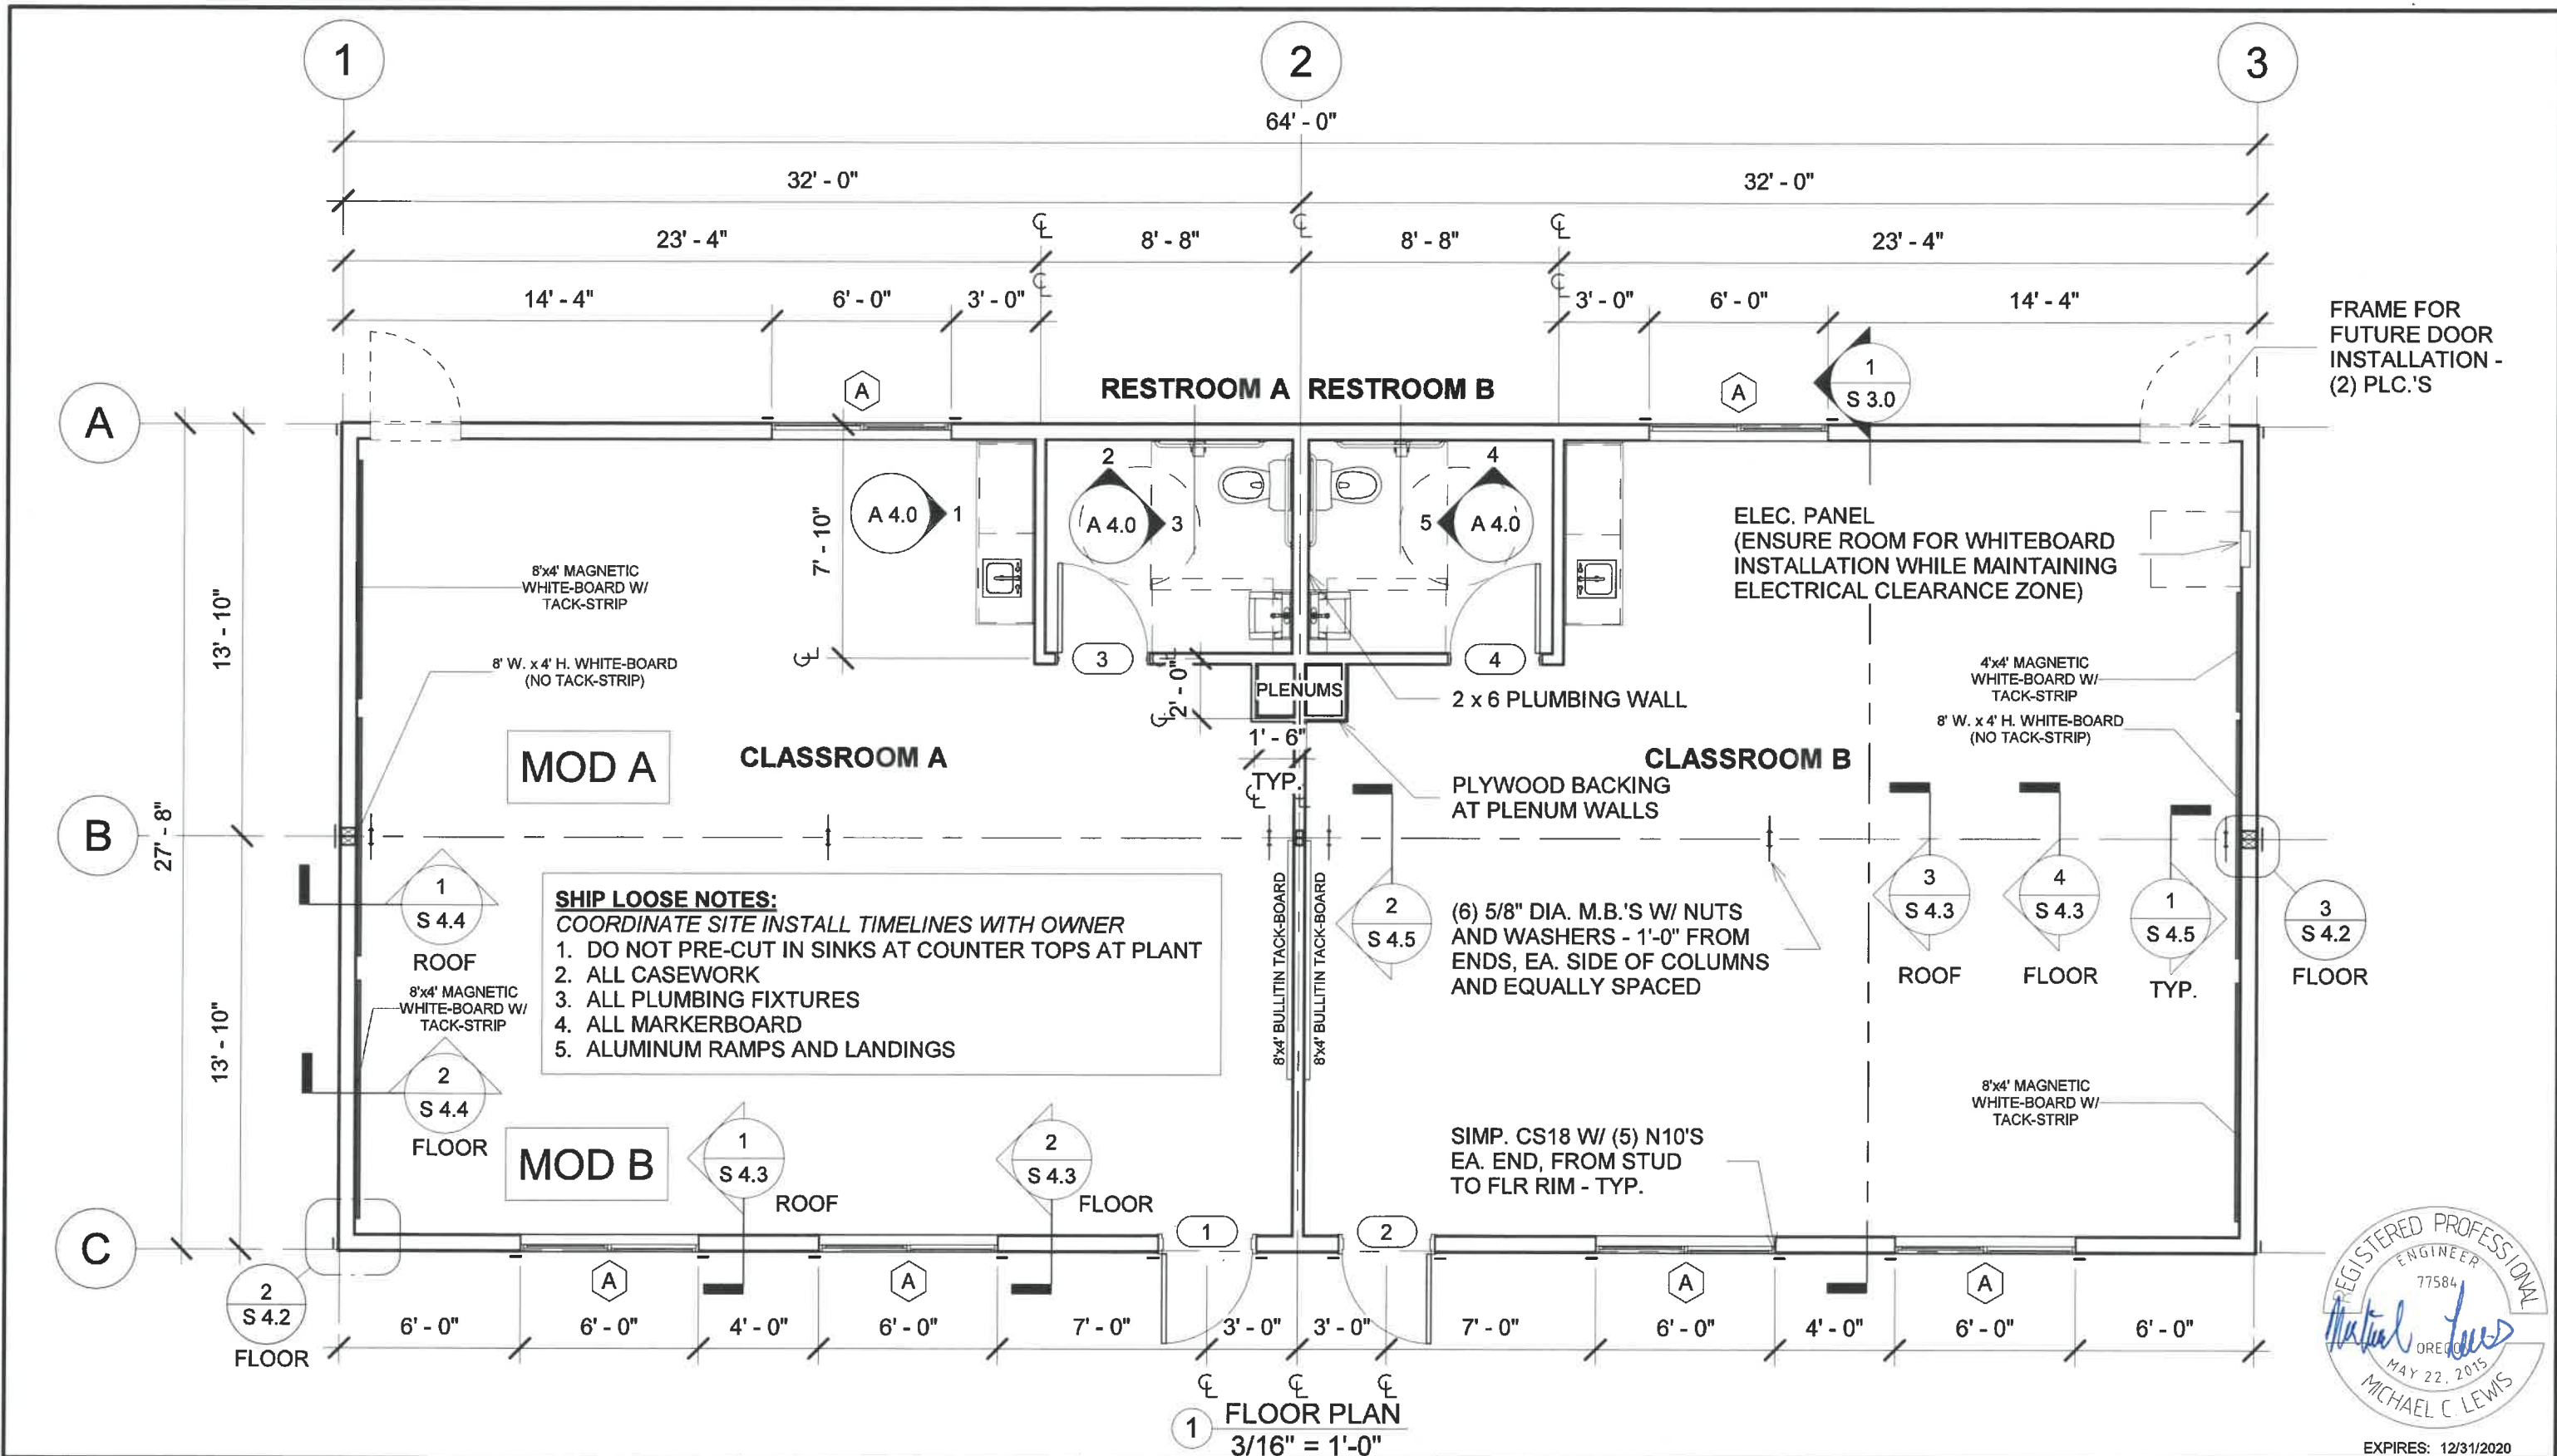 1
2
3
64' - 0"
32' - 0"
32' - 0"
23' - 4"
℄
8' - 8"
℄
8' - 8"
℄
23' - 4"
14' - 4"
6' - 0"
3' - 0"
℄
℄
3' - 0"
6' - 0"
14' - 4"
FRAME FOR
FUTURE DOOR
INSTALLATION -
(2) PLC.'S
A
A
RESTROOM A
RESTROOM B
A
1
S 3.0
13' - 10"
27' - 8"
13' - 10"
7' - 10"
℄
A 4.0
1
2
A 4.0
3
4
5
A 4.0
ELEC. PANEL
(ENSURE ROOM FOR WHITEBOARD
INSTALLATION WHILE MAINTAINING
ELECTRICAL CLEARANCE ZONE)
8'x4' MAGNETIC
WHITE-BOARD W/
TACK-STRIP
8' W. x 4' H. WHITE-BOARD
(NO TACK-STRIP)
3
4
℄
2' - 0"
℄
PLENUMS
2 x 6 PLUMBING WALL
4'x4' MAGNETIC
WHITE-BOARD W/
TACK-STRIP
8' W. x 4' H. WHITE-BOARD
(NO TACK-STRIP)
MOD A
CLASSROOM A
1' - 6"
TYP.
℄
℄
CLASSROOM B
PLYWOOD BACKING
AT PLENUM WALLS
B
1
S 4.4
ROOF
8'x4' MAGNETIC
WHITE-BOARD W/
TACK-STRIP
2
S 4.4
FLOOR
SHIP LOOSE NOTES:
COORDINATE SITE INSTALL TIMELINES WITH OWNER
1. DO NOT PRE-CUT IN SINKS AT COUNTER TOPS AT PLANT
2. ALL CASEWORK
3. ALL PLUMBING FIXTURES
4. ALL MARKERBOARD
5. ALUMINUM RAMPS AND LANDINGS
8'x4' BULLITIN TACK-BOARD
8'x4' BULLITIN TACK-BOARD
2
S 4.5
(6) 5/8" DIA. M.B.'S W/ NUTS
AND WASHERS - 1'-0" FROM
ENDS, EA. SIDE OF COLUMNS
AND EQUALLY SPACED
3
S 4.3
ROOF
4
S 4.3
FLOOR
1
S 4.5
TYP.
3
S 4.2
FLOOR
MOD B
1
S 4.3
ROOF
2
S 4.3
FLOOR
SIMP. CS18 W/ (5) N10'S
EA. END, FROM STUD
TO FLR RIM - TYP.
8'x4' MAGNETIC
WHITE-BOARD W/
TACK-STRIP
C
2
S 4.2
FLOOR
1
2
A
A
A
A
6' - 0"
6' - 0"
4' - 0"
6' - 0"
7' - 0"
3' - 0"
3' - 0"
7' - 0"
6' - 0"
4' - 0"
6' - 0"
6' - 0"
℄
℄
℄
1
FLOOR PLAN
3/16" = 1'-0"
REGISTERED PROFESSIONAL
ENGINEER
77584
MAY 22, 2015
MICHAEL C. LEWIS
EXPIRES: 12/31/2020